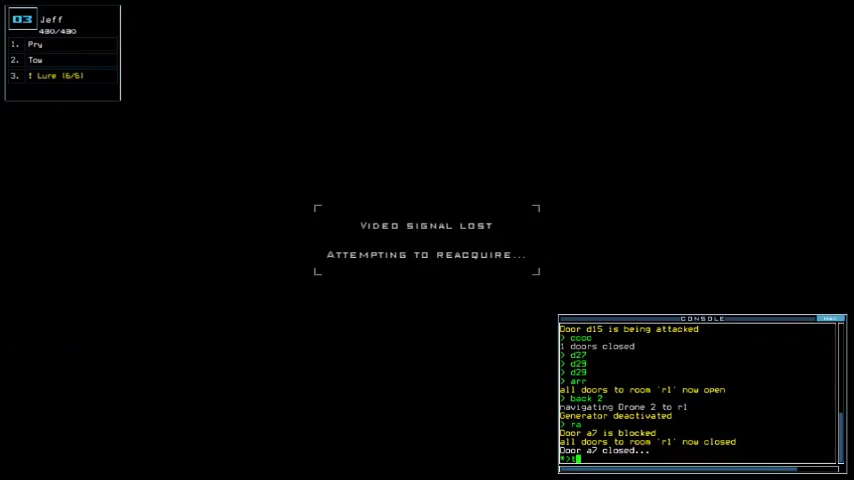 03 Jeff
490/490
1. Pry
2. Tow
3. ! Lure (6/6)
Video signal lost
Attempting to reacquire...
CONSOLE
Door d15 is being attacked
> cccc
1 doors closed
> d27
> d29
> d29
> arr
all doors to room 'r1' now open
> back 2
navigating Drone 2 to r1
Generator deactivated
> ra
Door a7 is blocked
all doors to room 'r1' now closed
Door a7 closed...
*>t